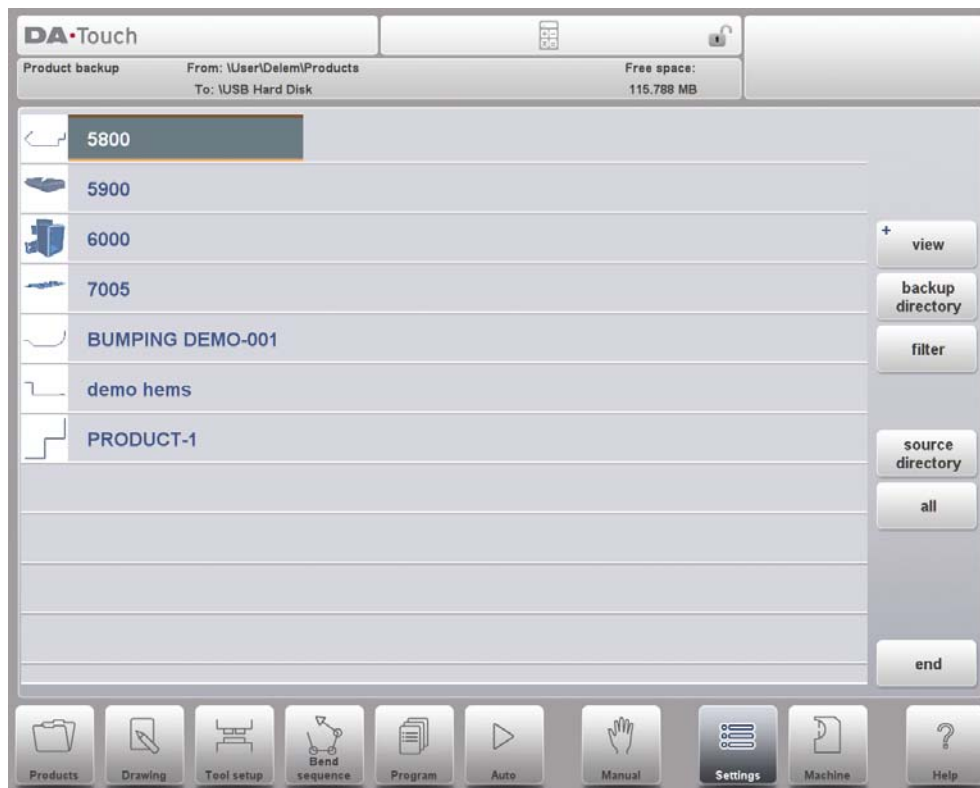 DA·Touch
Product backup From: \User\Delem\Products Free space:
To: \USB Hard Disk 115.788 MB
5800
5900
6000
7005
BUMPING DEMO-001
demo hems
PRODUCT-1
+ view
backup
directory
filter
source
directory
all
end
Products
Drawing
Tool setup
Bend
sequence
Program
Auto
Manual
Settings
Machine
? Help